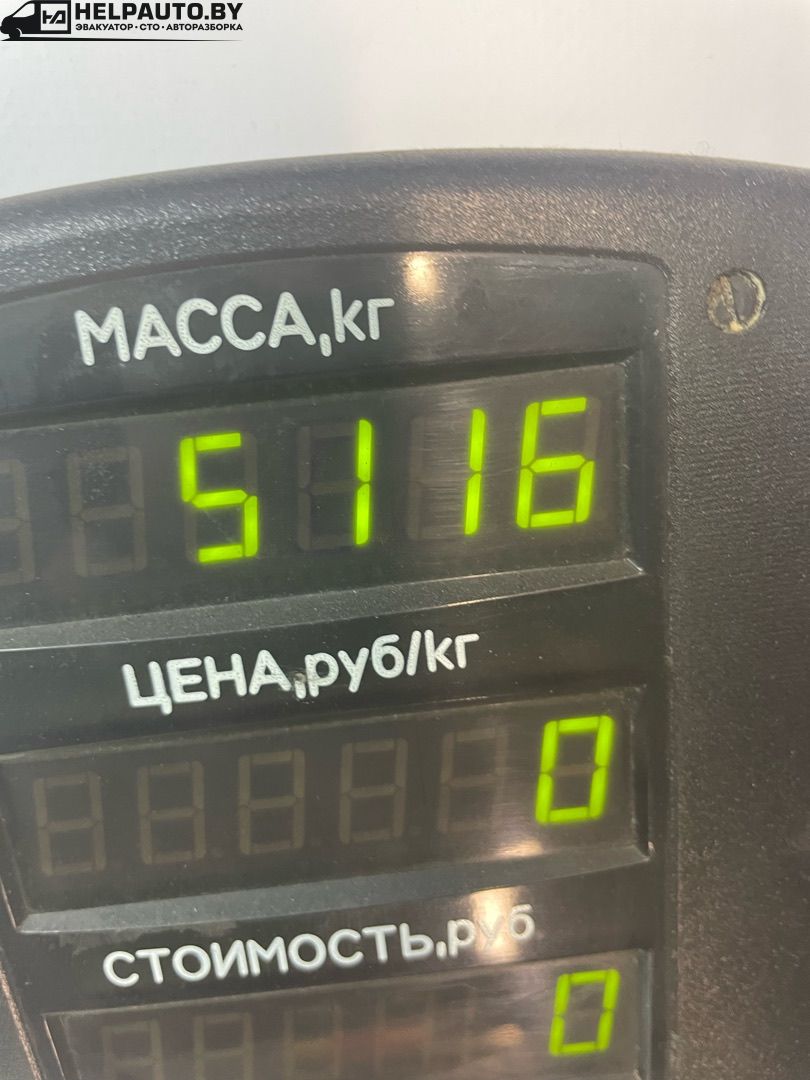 HELPAUTO.BY
ЭВАКУАТОР · СТО · АВТОРАЗБОРКА
МАССА,кг
5116
ЦЕНА,руб/кг
0
СТОИМОСТЬ,руб
0